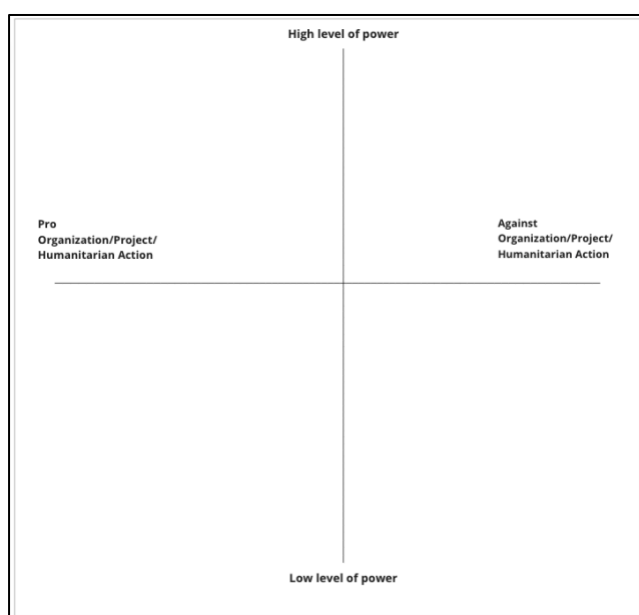 High level of power
Pro
Organization/Project/
Humanitarian Action
Against
Organization/Project/
Humanitarian Action
Low level of power